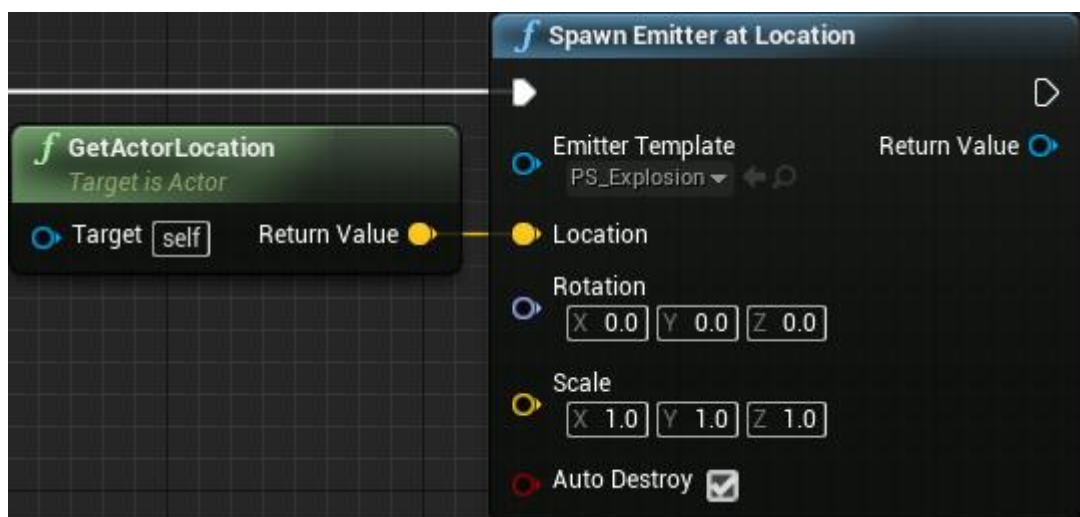 f Spawn Emitter at Location
f GetActorLocation
Target is Actor
Target self Return Value
Emitter Template Return Value
PS_Explosion
Location
Rotation
X 0.0 Y 0.0 Z 0.0
Scale
X 1.0 Y 1.0 Z 1.0
Auto Destroy